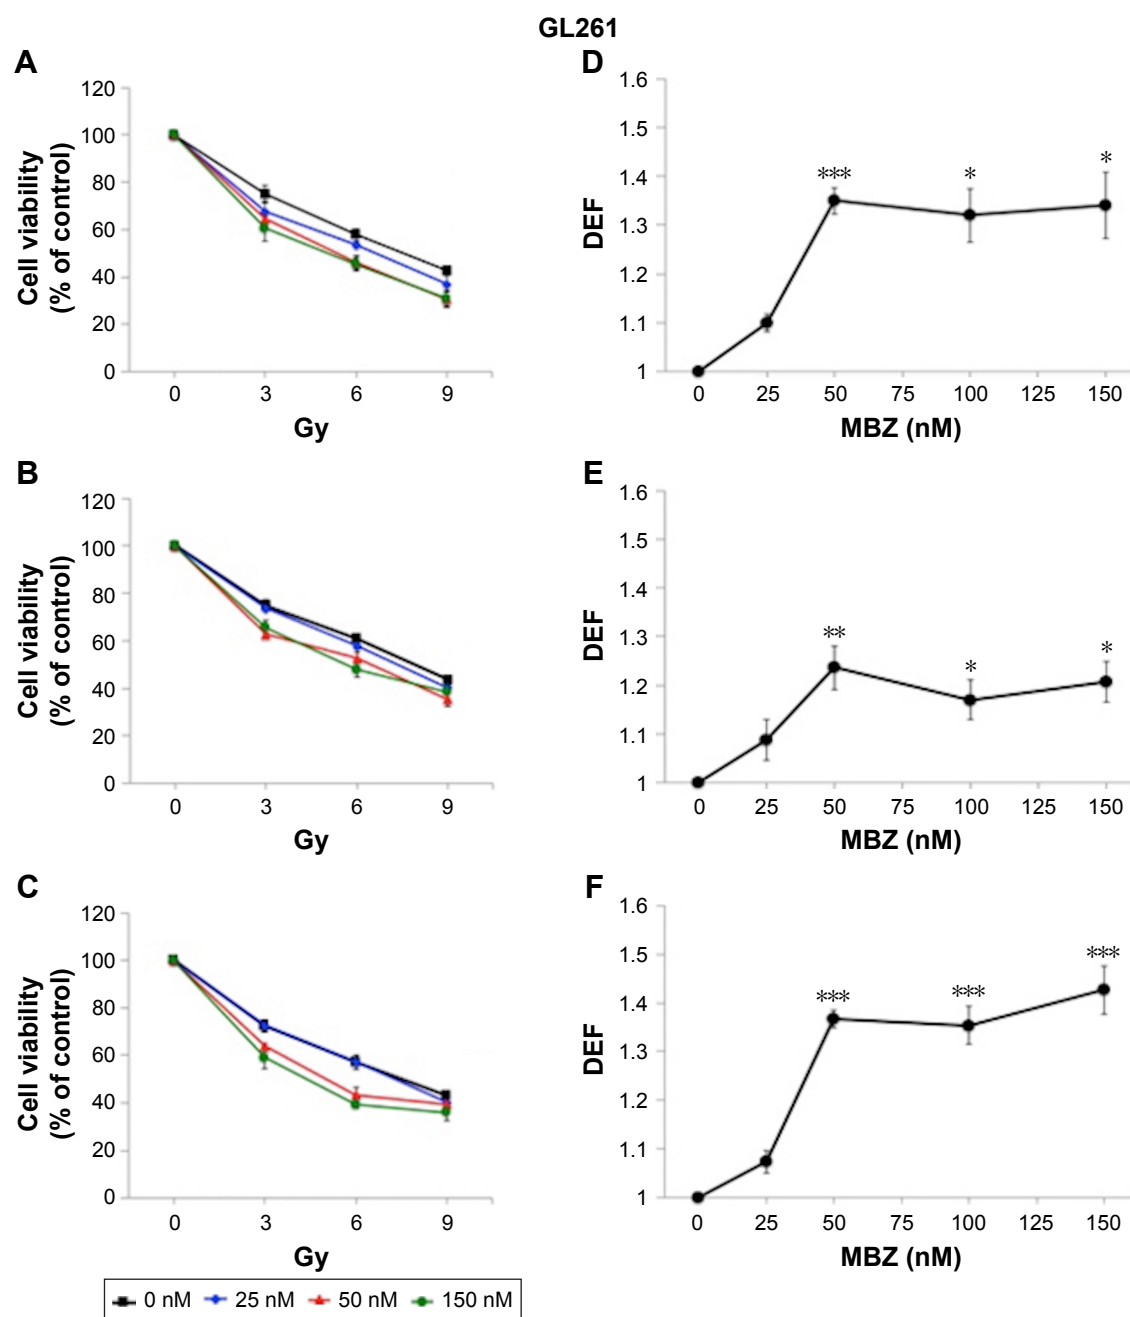 GL261
A
120
100
80
60
40
20
0
Cell viability
(% of control)
0 3 6 9
Gy
D
1.6
1.5
1.4
1.3
1.2
1.1
1
DEF
***
*
*
0 25 50 75 100 125 150
MBZ (nM)
B
120
100
80
60
40
20
0
Cell viability
(% of control)
0 3 6 9
Gy
E
1.6
1.5
1.4
1.3
1.2
1.1
1
DEF
**
*
*
0 25 50 75 100 125 150
MBZ (nM)
C
120
100
80
60
40
20
0
Cell viability
(% of control)
0 3 6 9
Gy
F
1.6
1.5
1.4
1.3
1.2
1.1
1
DEF
***
***
***
0 25 50 75 100 125 150
MBZ (nM)
0 nM 25 nM 50 nM 150 nM